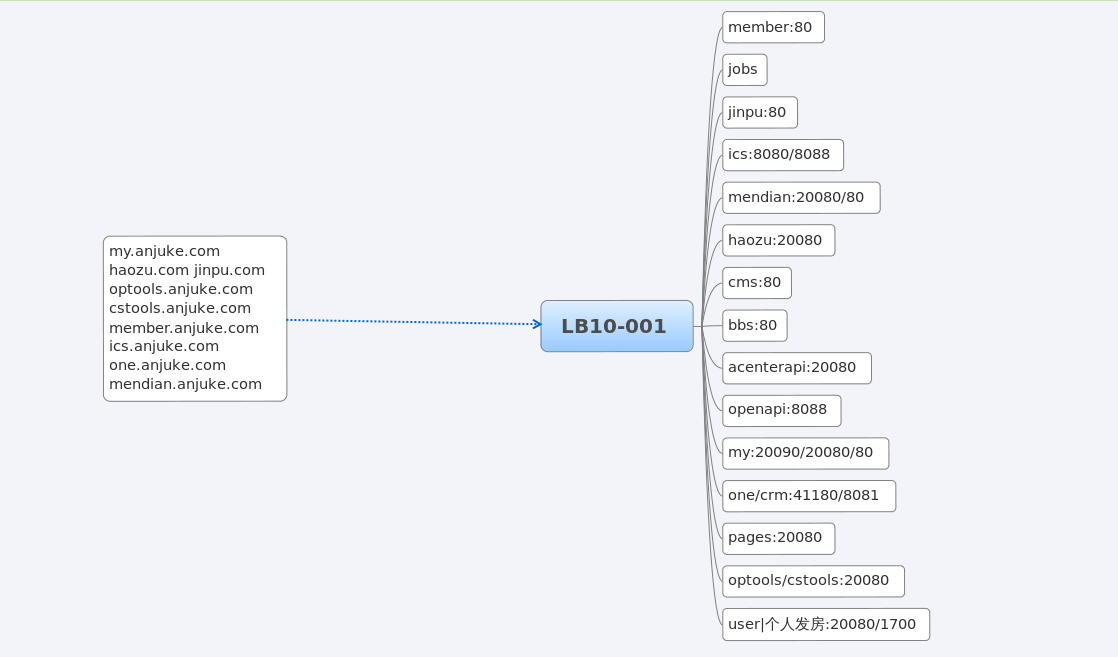 my.anjuke.com
haozu.com jinpu.com
optools.anjuke.com
cstools.anjuke.com
member.anjuke.com
ics.anjuke.com
one.anjuke.com
mendian.anjuke.com
LB10-001
member:80
jobs
jinpu:80
ics:8080/8088
mendian:20080/80
haozu:20080
cms:80
bbs:80
acenterapi:20080
openapi:8088
my:20090/20080/80
one/crm:41180/8081
pages:20080
optools/cstools:20080
user|个人发房:20080/1700